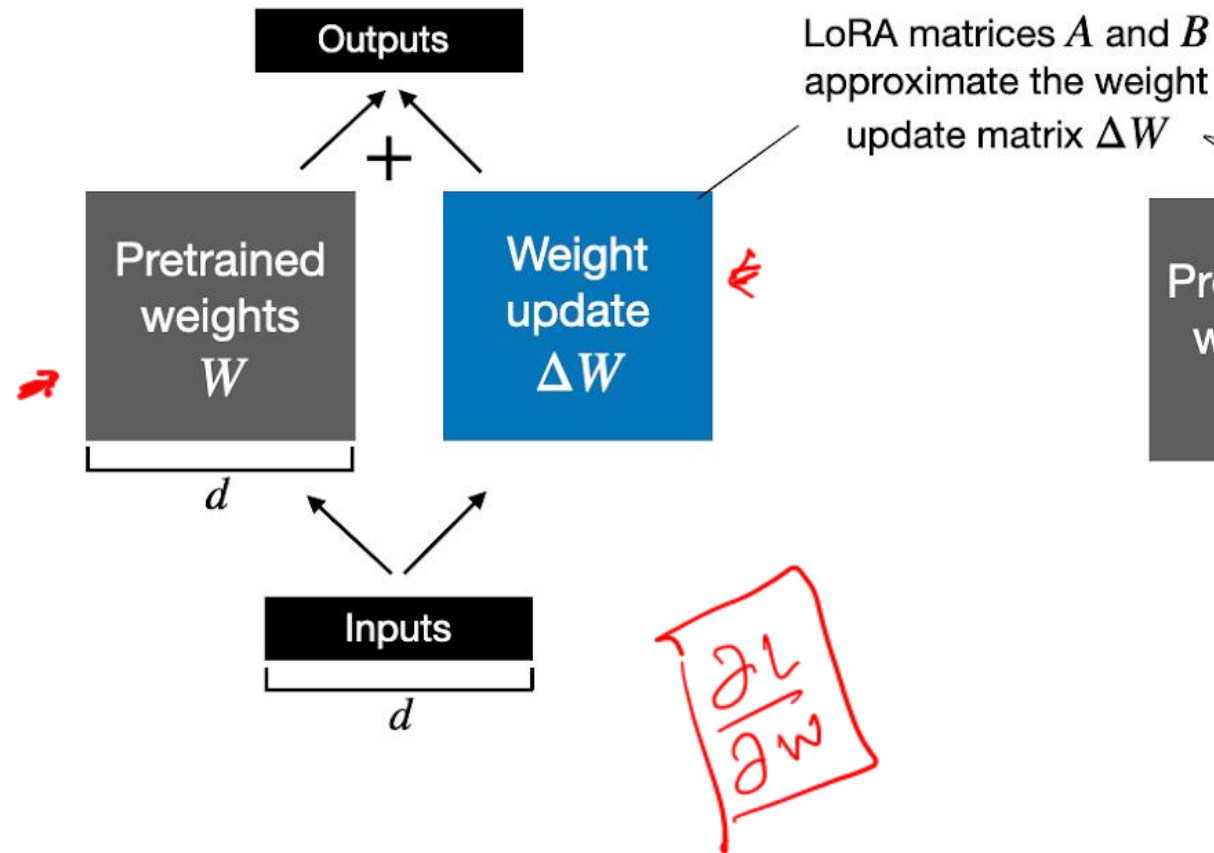 Outputs
LoRA matrices A and B
approximate the weight
update matrix ΔW
+
Pretrained
weights
W
Weight
update
ΔW
d
Inputs
d
∂L
∂W